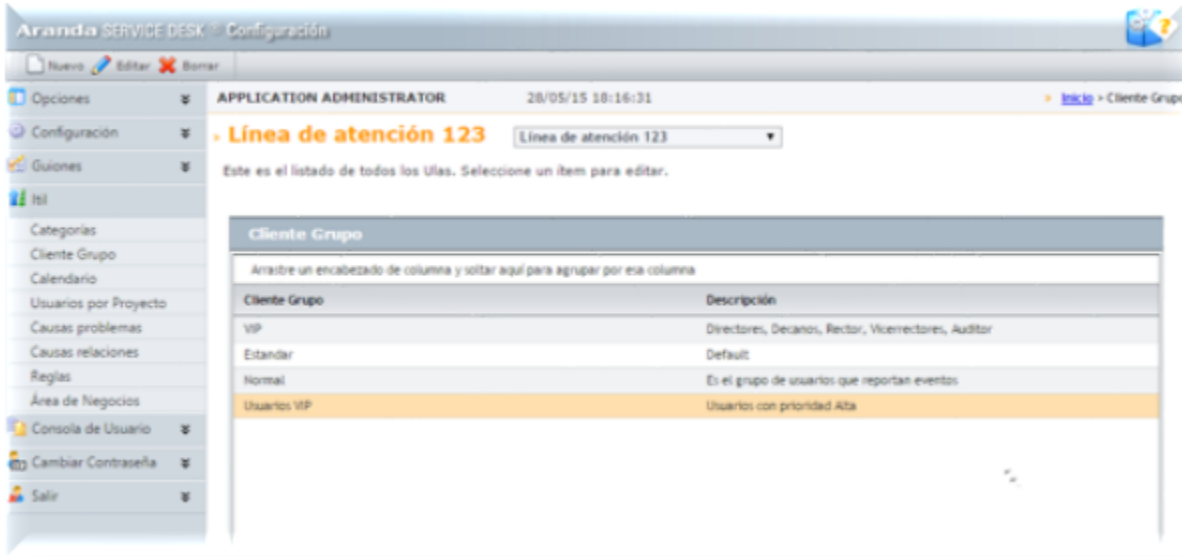 Aranda SERVICE DESK ® Configuración
Nuevo Editar Borrar
Opciones
Configuración
Guiones
Itil
Categorías
Cliente Grupo
Calendario
Usuarios por Proyecto
Causas problemas
Causas relaciones
Reglas
Área de Negocios
Consola de Usuario
Cambiar Contraseña
Salir
APPLICATION ADMINISTRATOR 28/05/15 18:16:31 > Inicio > Cliente Grupo
Línea de atención 123 Línea de atención 123
Este es el listado de todos los Ulas. Seleccione un ítem para editar.
Cliente Grupo
Arrastre un encabezado de columna y soltar aquí para agrupar por esa columna
Cliente Grupo Descripción
VIP Directores, Decanos, Rector, Vicerrectores, Auditor
Estandar Default
Normal Es el grupo de usuarios que reportan eventos
Usuarios VIP Usuarios con prioridad Alta